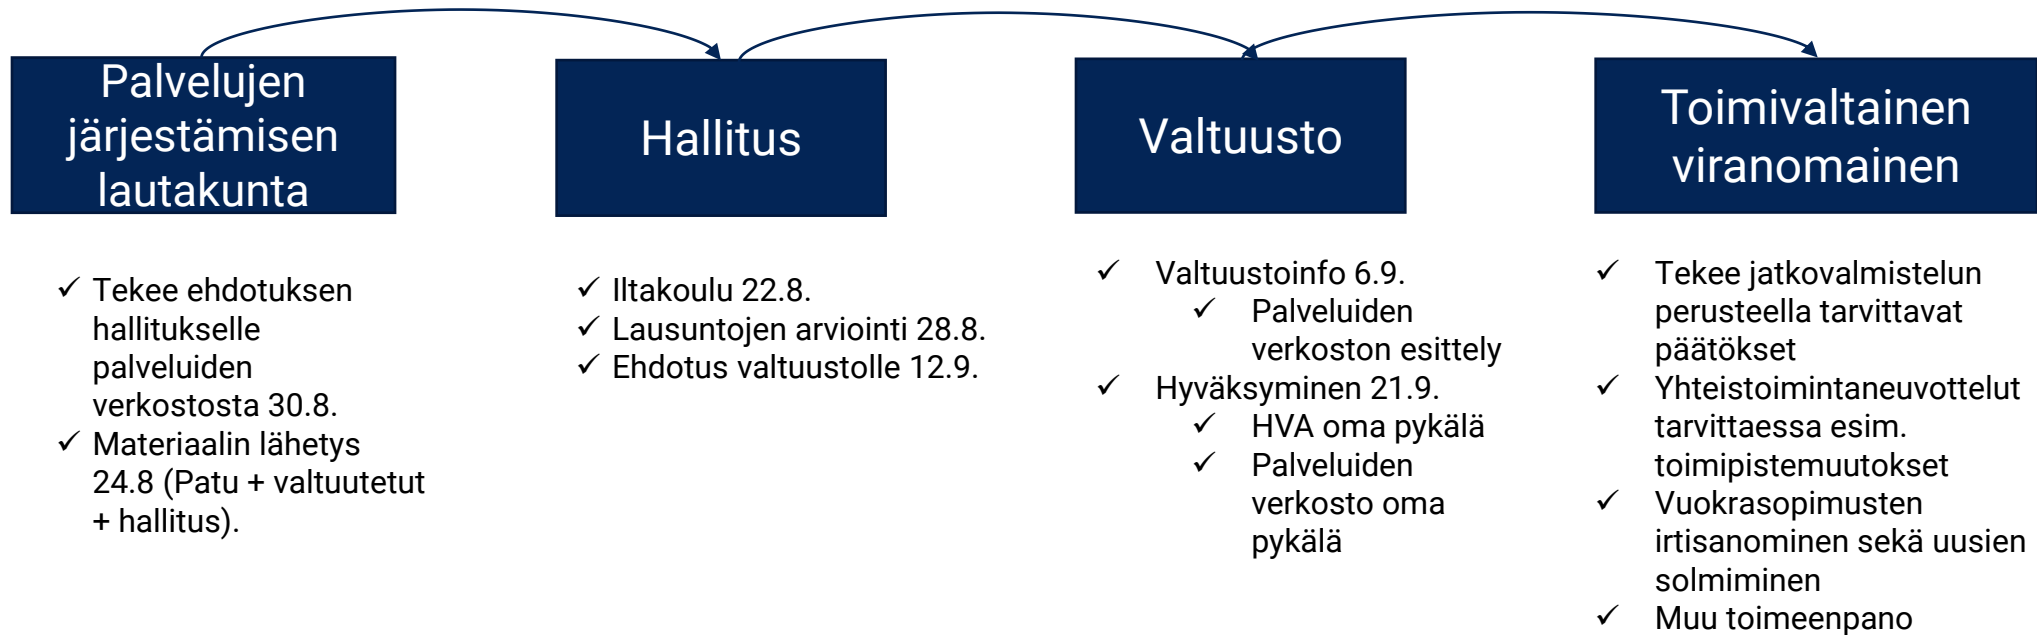 Palvelujen
järjestämisen
lautakunta
✓ Tekee ehdotuksen
hallitukselle
palveluiden
verkostosta 30.8.
✓ Materiaalin lähetys
24.8 (Patu + valtuutetut
+ hallitus).
Hallitus
✓ Iltakoulu 22.8.
✓ Lausuntojen arviointi 28.8.
✓ Ehdotus valtuustolle 12.9.
Valtuusto
✓ Valtuustoinfo 6.9.
✓ Palveluiden
verkoston esittely
✓ Hyväksyminen 21.9.
✓ HVA oma pykälä
✓ Palveluiden
verkosto oma
pykälä
Toimivaltainen
viranomainen
✓ Tekee jatkovalmistelun
perusteella tarvittavat
päätökset
✓ Yhteistoimintaneuvottelut
tarvittaessa esim.
toimipistemuutokset
✓ Vuokrasopimusten
irtisanominen sekä uusien
solmiminen
✓ Muu toimeenpano